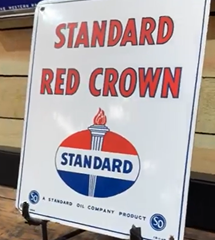 STANDARD
RED CROWN
STANDARD
SO
A STANDARD OIL COMPANY PRODUCT
SO